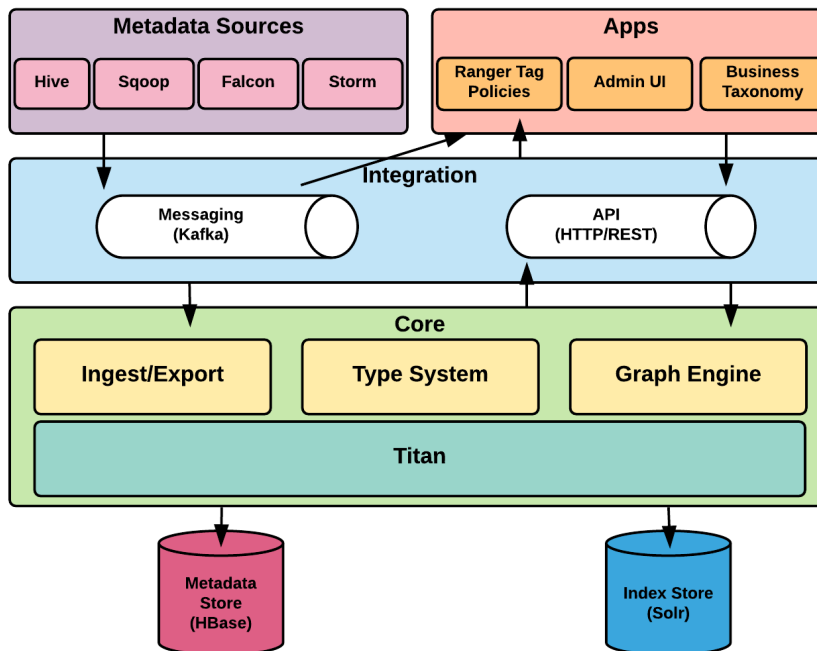 Metadata Sources
Hive
Sqoop
Falcon
Storm
Apps
Ranger Tag
Policies
Admin UI
Business
Taxonomy
Integration
Messaging
(Kafka)
API
(HTTP/REST)
Core
Ingest/Export
Type System
Graph Engine
Titan
Metadata
Store
(HBase)
Index Store
(Solr)